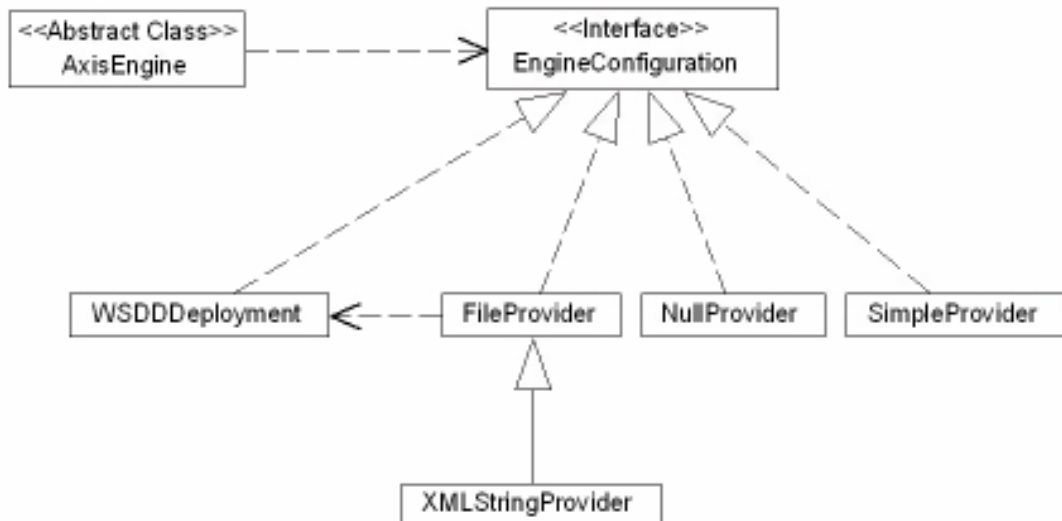 <<Abstract Class>>
AxisEngine
<<Interface>>
EngineConfiguration
WSDDDeployment
FileProvider
NullProvider
SimpleProvider
XMLStringProvider